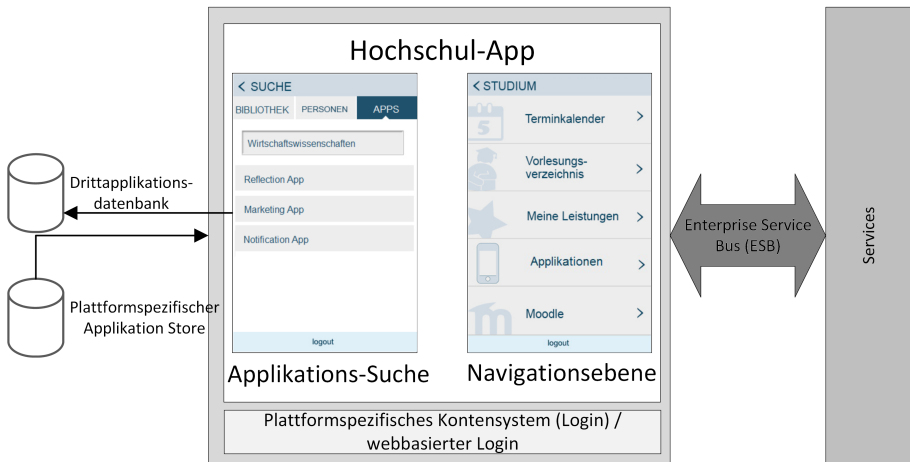 Hochschul-App
< SUCHE
BIBLIOTHEK PERSONEN APPS
Wirtschaftswissenschaften
Reflection App
Marketing App
Notification App
logout
Applikations-Suche
< STUDIUM
5
Terminkalender >
Vorlesungs-
verzeichnis >
Meine Leistungen >
Applikationen >
m
Moodle >
logout
Navigationsebene
Drittapplikations-
datenbank
Plattformspezifischer
Applikation Store
Enterprise Service
Bus (ESB)
Services
Plattformspezifisches Kontensystem (Login) /
webbasierter Login